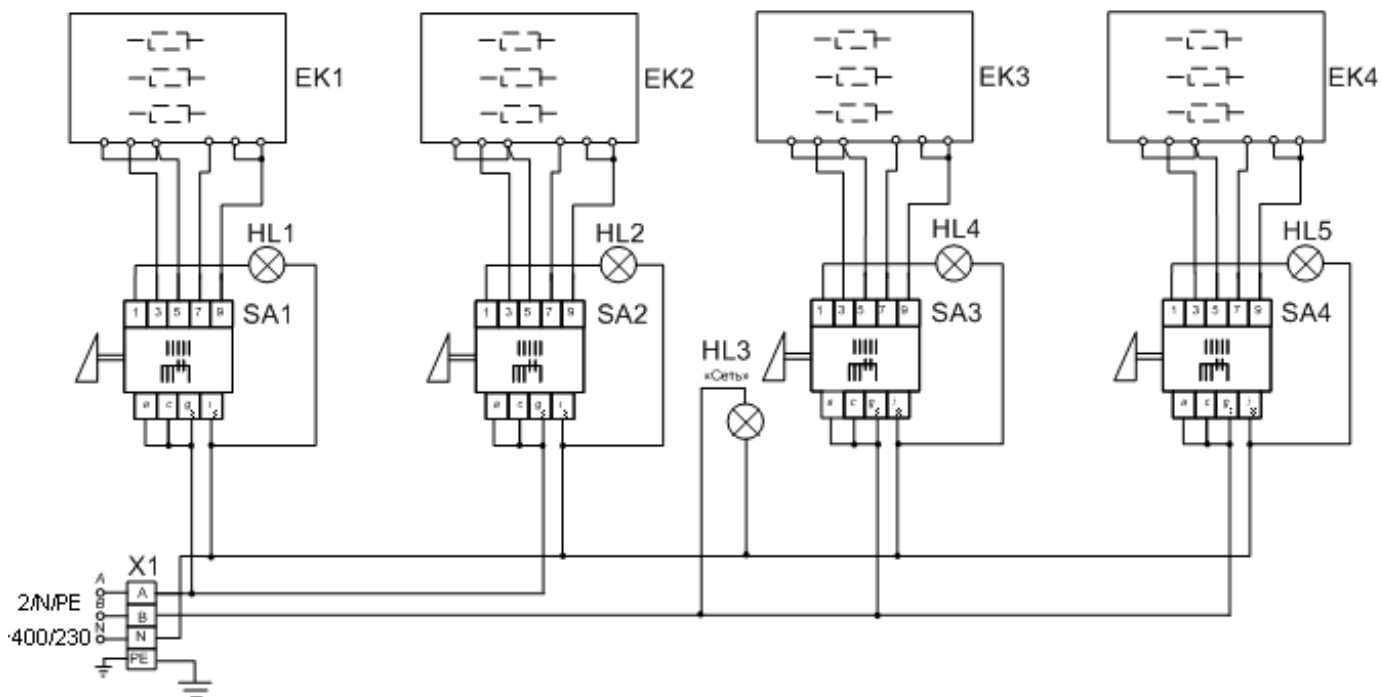 EK1 EK2 EK3 EK4
HL1 HL2 HL4 HL5
1 3 5 7 9 SA1 1 3 5 7 9 SA2 1 3 5 7 9 SA3 1 3 5 7 9 SA4
HL3
«Сеть»
a c g i a c g i a c g j a c g j
X1
A A
2/N/PE B B
~400/230 N N
PE